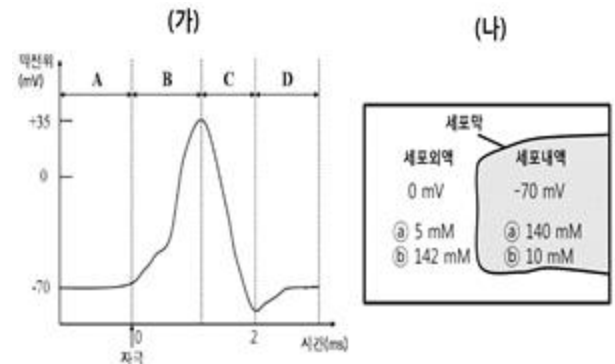 (가)
막전위
(mV)
A B C D
+35
0
-70
0 2 시간(ms)
자극
(나)
세포막
세포외액 세포내액
0 mV -70 mV
ⓐ 5 mM ⓐ 140 mM
ⓑ 142 mM ⓑ 10 mM